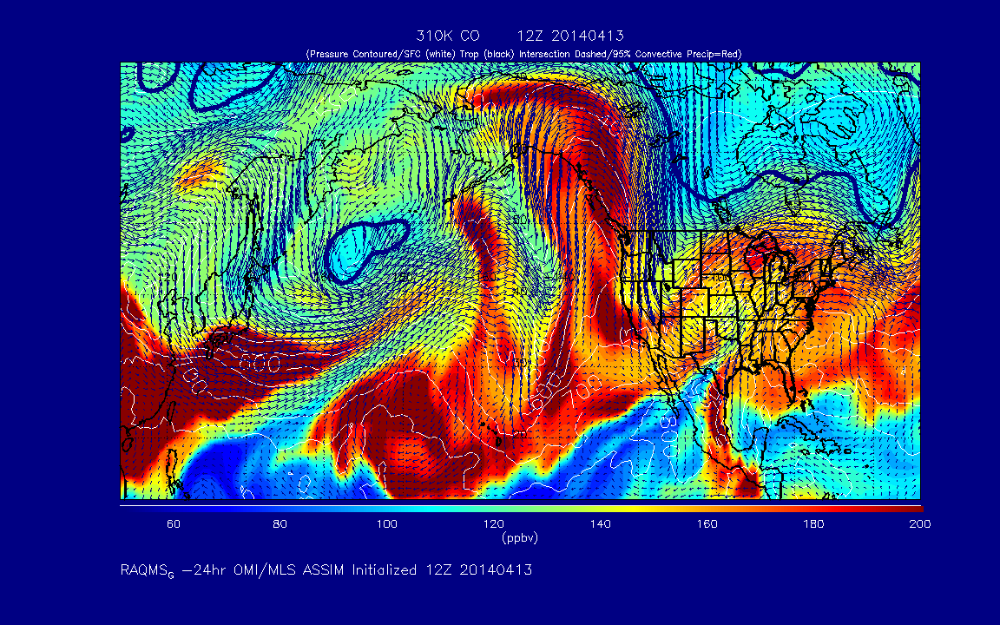 310K CO 12Z 20140413
(Pressure Contoured/SFC (white) Trop (black) Intersection Dashed/95% Convective Precip=Red)
60 80 100 120 140 160 180 200
(ppbv)
RAQMSG −24hr OMI/MLS ASSIM Initialized 12Z 20140413